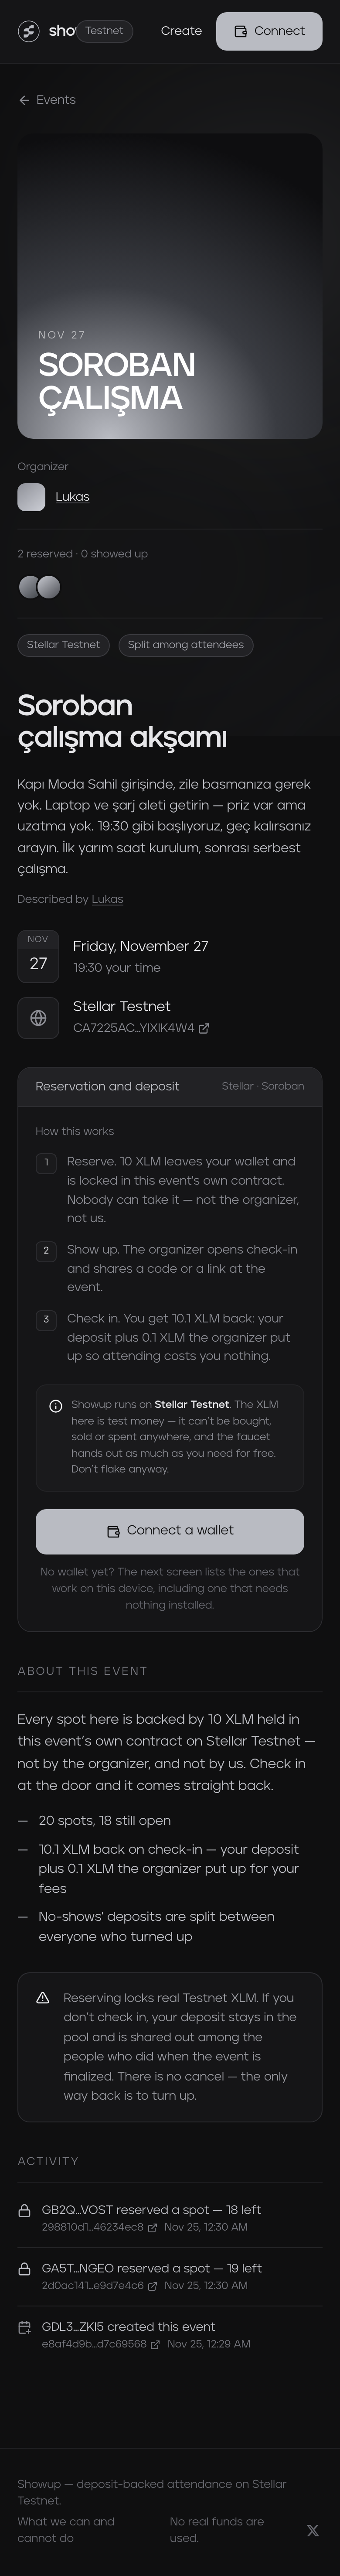 Testnet
Create
Connect
Events
NOV 27
SOROBAN
ÇALIŞMA
Organizer
Lukas
2 reserved · 0 showed up
Stellar Testnet
Split among attendees
Soroban
çalışma akşamı
Kapı Moda Sahil girişinde, zile basmanıza gerek
yok. Laptop ve şarj aleti getirin — priz var ama
uzatma yok. 19:30 gibi başlıyoruz, geç kalırsanız
arayın. İlk yarım saat kurulum, sonrası serbest
çalışma.
Described by Lukas
NOV
27
Friday, November 27
19:30 your time
Stellar Testnet
CA7225AC…YIXIK4W4
Reservation and deposit
Stellar · Soroban
How this works
1
Reserve. 10 XLM leaves your wallet and
is locked in this event's own contract.
Nobody can take it — not the organizer,
not us.
2
Show up. The organizer opens check-in
and shares a code or a link at the
event.
3
Check in. You get 10.1 XLM back: your
deposit plus 0.1 XLM the organizer put
up so attending costs you nothing.
Showup runs on Stellar Testnet. The XLM
here is test money — it can't be bought,
sold or spent anywhere, and the faucet
hands out as much as you need for free.
Don't flake anyway.
Connect a wallet
No wallet yet? The next screen lists the ones that
work on this device, including one that needs
nothing installed.
ABOUT THIS EVENT
Every spot here is backed by 10 XLM held in
this event's own contract on Stellar Testnet —
not by the organizer, and not by us. Check in
at the door and it comes straight back.
— 20 spots, 18 still open
— 10.1 XLM back on check-in — your deposit
plus 0.1 XLM the organizer put up for your
fees
— No-shows' deposits are split between
everyone who turned up
Reserving locks real Testnet XLM. If you
don't check in, your deposit stays in the
pool and is shared out among the
people who did when the event is
finalized. There is no cancel — the only
way back is to turn up.
ACTIVITY
GB2Q…VOST reserved a spot — 18 left
298810d1…46234ec8 Nov 25, 12:30 AM
GA5T…NGEO reserved a spot — 19 left
2d0ac141…e9d7e4c6 Nov 25, 12:30 AM
GDL3…ZKI5 created this event
e8af4d9b…d7c69568 Nov 25, 12:29 AM
Showup — deposit-backed attendance on Stellar
Testnet.
What we can and
cannot do
No real funds are
used.